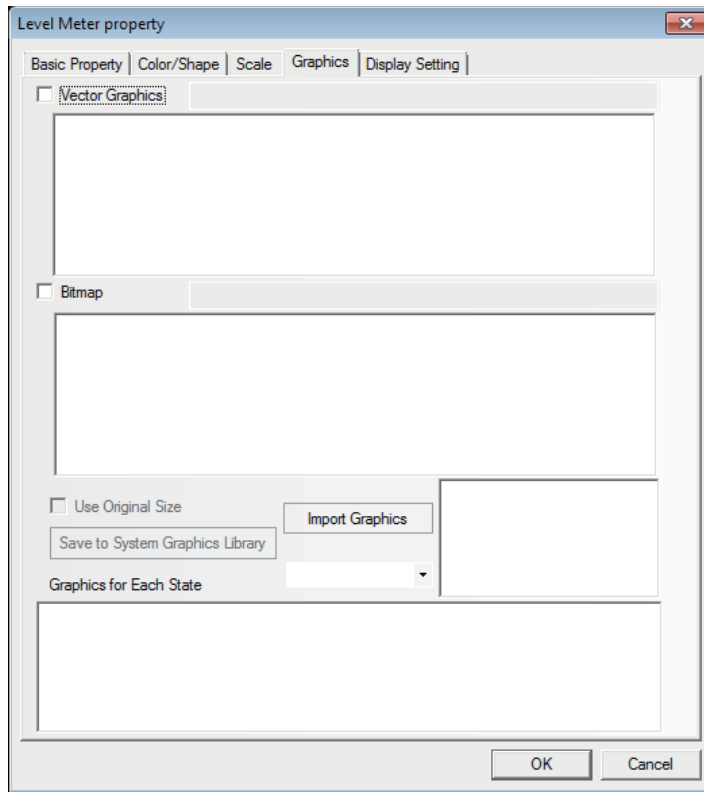 Level Meter property
Basic Property Color/Shape Scale Graphics Display Setting
Vector Graphics
Bitmap
Use Original Size
Import Graphics
Save to System Graphics Library
Graphics for Each State
OK Cancel